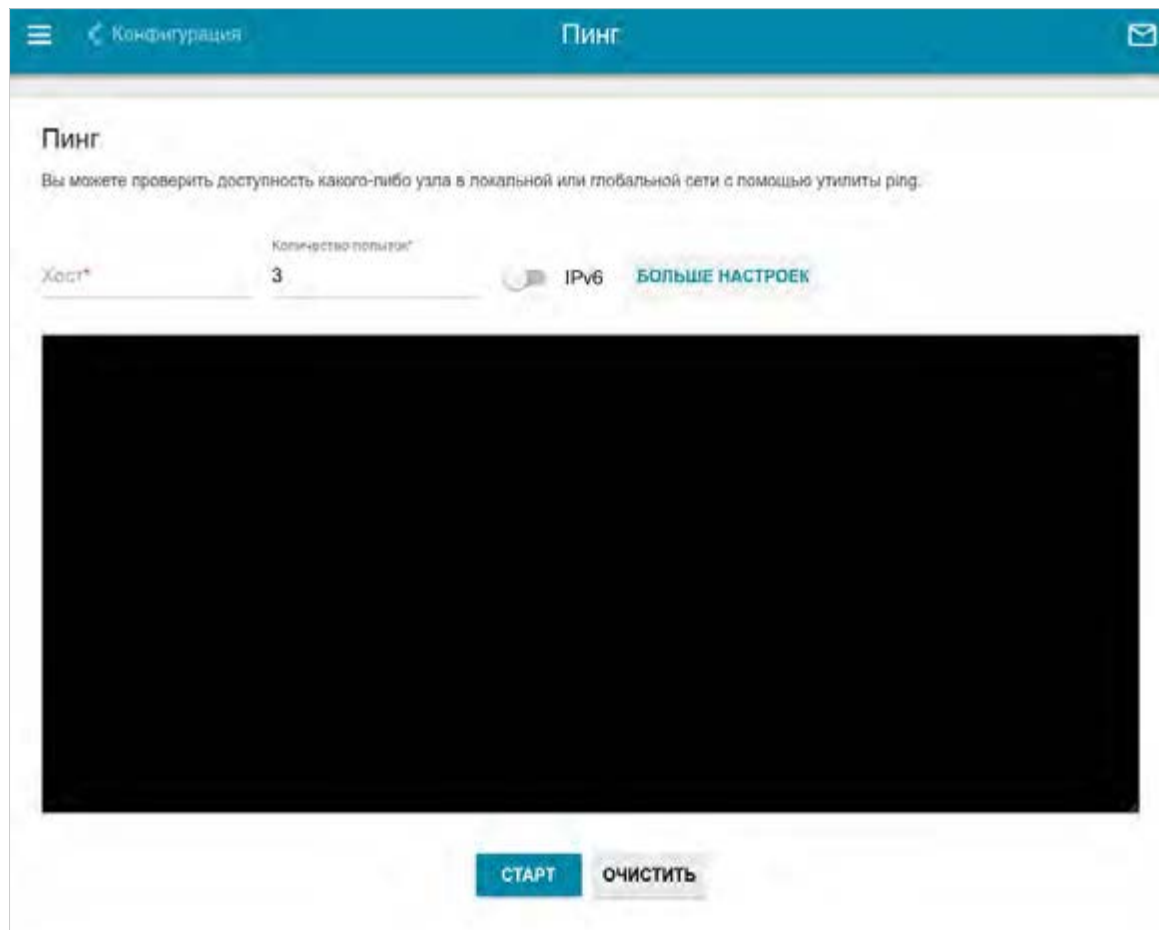 Конфигурация
Пинг
Пинг
Вы можете проверить доступность какого-либо узла в локальной или глобальной сети с помощью утилиты ping.
Количество попыток*
Хост*
3
IPv6
БОЛЬШЕ НАСТРОЕК
СТАРТ
ОЧИСТИТЬ